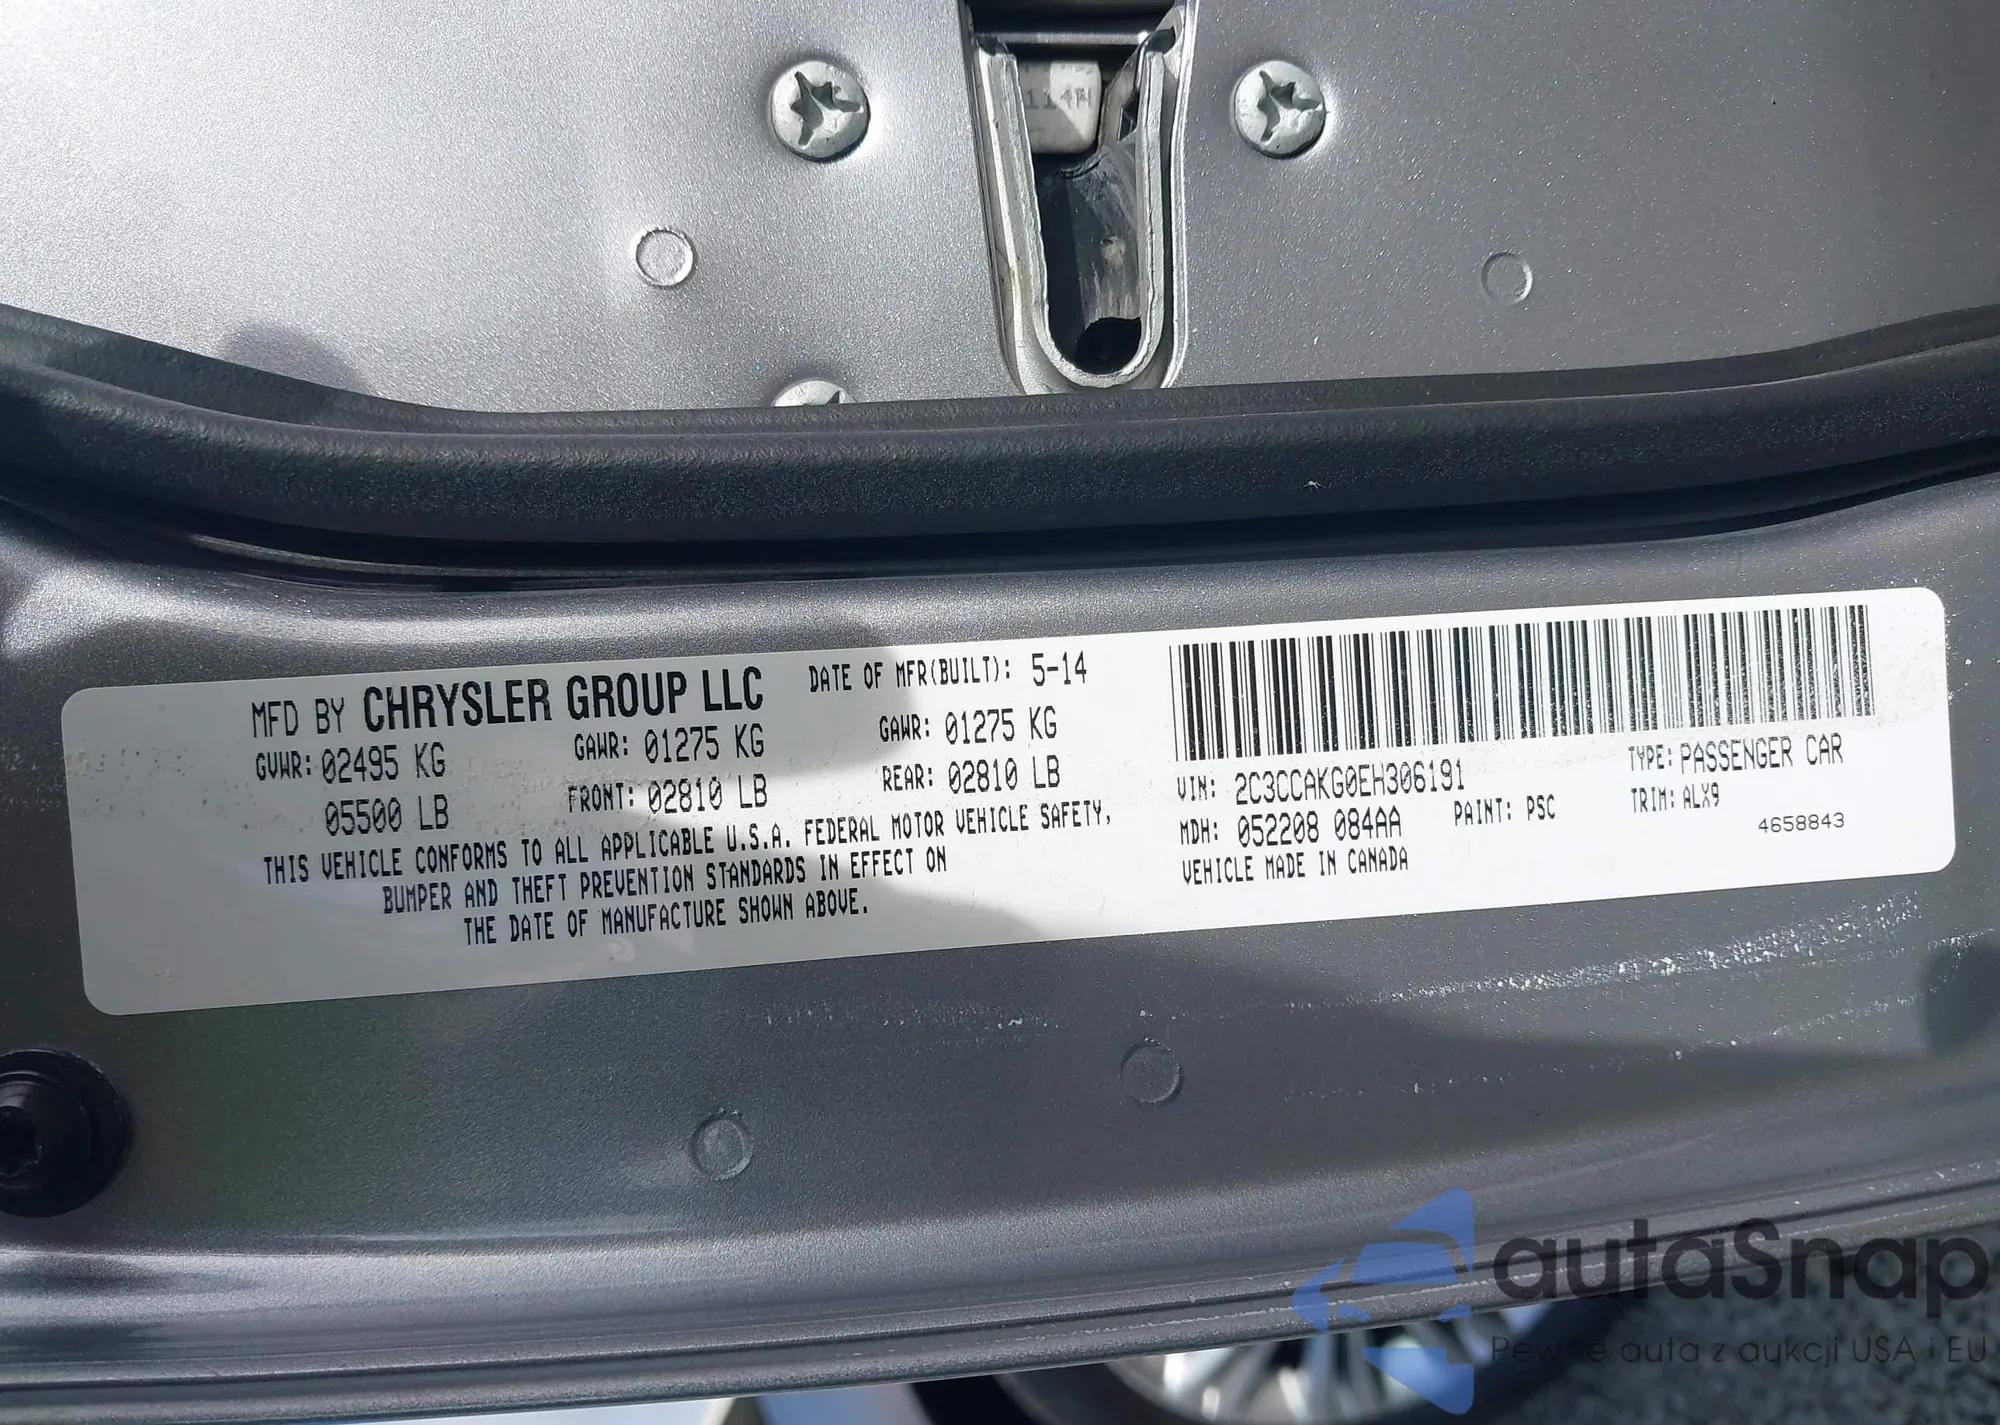 114N
MFD BY CHRYSLER GROUP LLC DATE OF MFR(BUILT): 5-14
GVWR: 02495 KG GAWR: 01275 KG GAWR: 01275 KG
05500 LB FRONT: 02810 LB REAR: 02810 LB
THIS VEHICLE CONFORMS TO ALL APPLICABLE U.S.A. FEDERAL MOTOR VEHICLE SAFETY,
BUMPER AND THEFT PREVENTION STANDARDS IN EFFECT ON
THE DATE OF MANUFACTURE SHOWN ABOVE.
VIN: 2C3CCAKG0EH306191 TYPE: PASSENGER CAR
MDH: 052208 084AA PAINT: PSC TRIM: ALX9
VEHICLE MADE IN CANADA 4658843
autaSnap
Pewne auta z aukcji USA i EU